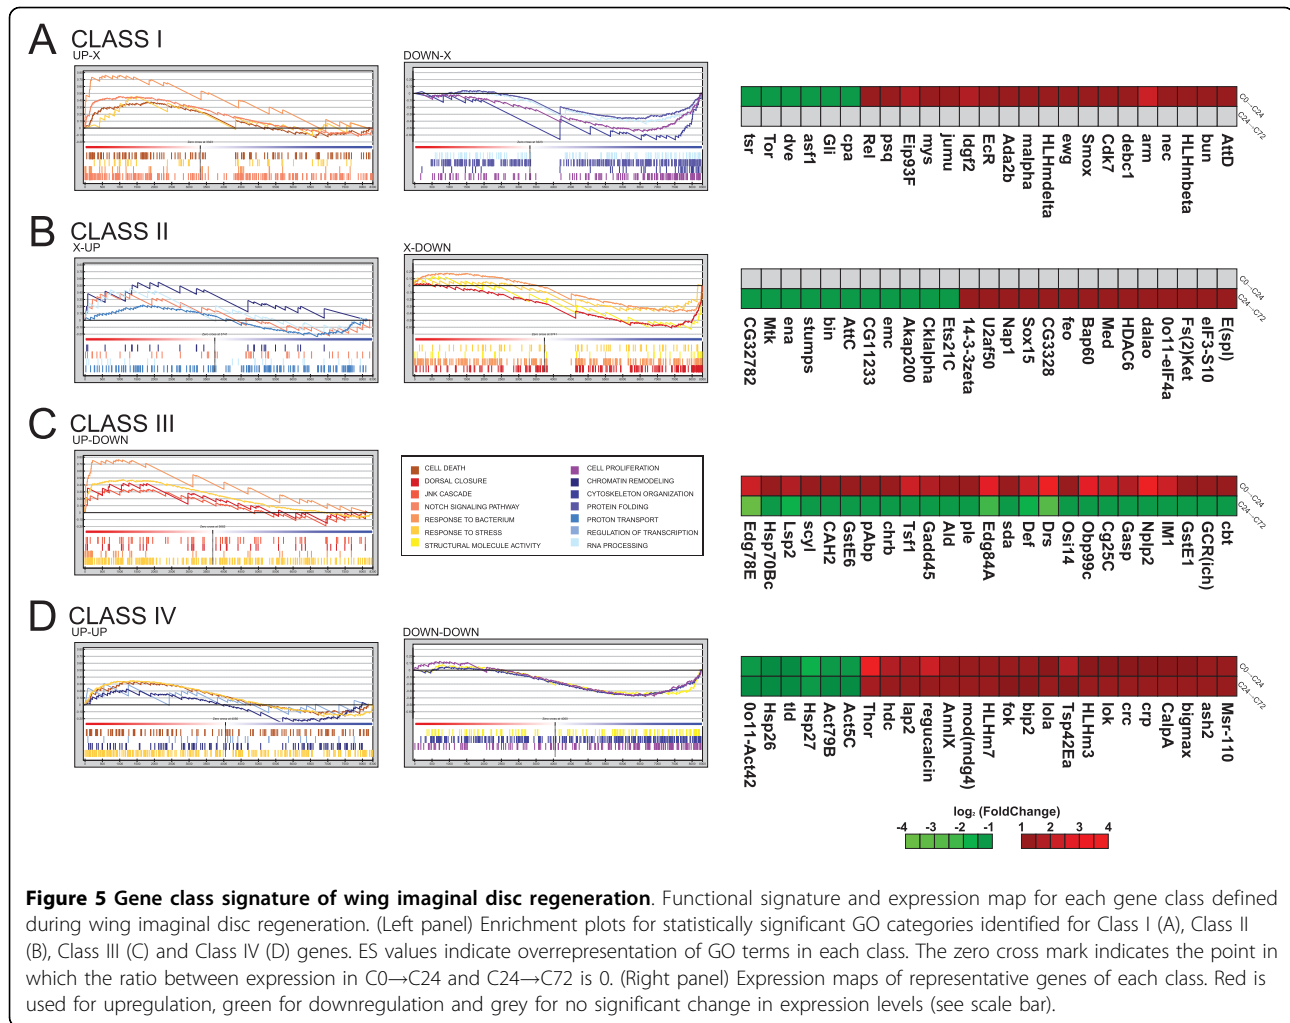 A CLASS I
UP-X
DOWN-X
C0→C24
C24→C72
tsr
Tor
dve
asf1
Gli
cpa
Rel
psq
Eip93F
mys
jumu
Idgf2
EcR
Ada2b
malpha
HLHmdelta
ewg
Smox
Cdk7
debc1
arm
nec
HLHmbeta
bun
AttD
B CLASS II
X-UP
X-DOWN
C0→C24
C24→C72
CG32782
Mtk
ena
stumps
bin
AttC
CG11233
emc
Akap200
CkIalpha
Ets21C
14-3-3zeta
U2af50
Nap1
Sox15
CG3328
feo
Bap60
Med
HDAC6
dalao
0o11-eIF4a
Fs(2)Ket
eIF3-S10
E(spl)
C CLASS III
UP-DOWN
CELL DEATH
DORSAL CLOSURE
JNK CASCADE
NOTCH SIGNALING PATHWAY
RESPONSE TO BACTERIUM
RESPONSE TO STRESS
STRUCTURAL MOLECULE ACTIVITY
CELL PROLIFERATION
CHROMATIN REMODELING
CYTOSKELETON ORGANIZATION
PROTEIN FOLDING
PROTON TRANSPORT
REGULATION OF TRANSCRIPTION
RNA PROCESSING
C0→C24
C24→C72
Edg78E
Hsp70Bc
Lsp2
scyl
CAH2
GstE6
pAbp
chrb
Tsf1
Gadd45
Ald
ple
Edg84A
sda
Def
Drs
Osi14
Obp99c
Cg25C
Gasp
Nplp2
IM1
GstE1
GCR(ich)
cbt
D CLASS IV
UP-UP
DOWN-DOWN
C0→C24
C24→C72
0o11-Act42
Hsp26
tld
Hsp27
Act79B
Act5C
Thor
hdc
Iap2
regucalcin
AnnIX
mod(mdg4)
HLHm7
fok
bip2
lola
Tsp42Ea
HLHm3
lok
crc
crp
CalpA
bigmax
ash2
Msr-110
log₂ (FoldChange)
-4 -3 -2 -1 1 2 3 4
Figure 5 Gene class signature of wing imaginal disc regeneration. Functional signature and expression map for each gene class defined
during wing imaginal disc regeneration. (Left panel) Enrichment plots for statistically significant GO categories identified for Class I (A), Class II
(B), Class III (C) and Class IV (D) genes. ES values indicate overrepresentation of GO terms in each class. The zero cross mark indicates the point in
which the ratio between expression in C0→C24 and C24→C72 is 0. (Right panel) Expression maps of representative genes of each class. Red is
used for upregulation, green for downregulation and grey for no significant change in expression levels (see scale bar).